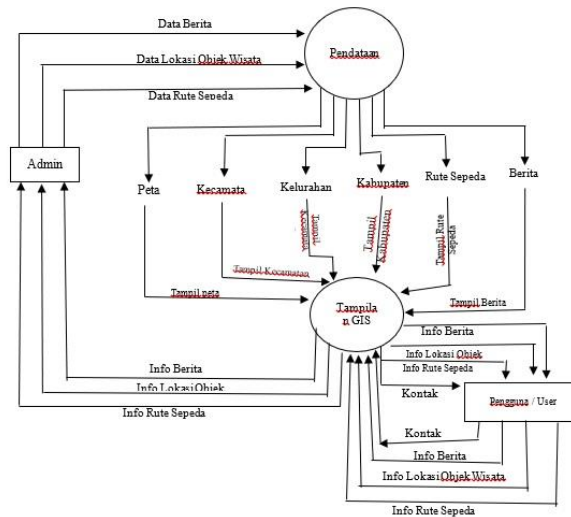 Data Berita
Pendataan
Data Lokasi Objek Wisata
Data Rute Sepeda
Admin
Peta
Kecamata
Kelurahan
Kabupaten
Rute Sepeda
Berita
Tampil
Kecamata
Tampil
Kabupaten
Tampil Rute
Sepeda
Tampil Kecamatan
Tampil peta
Tampila
n GIS
Tampil Berita
Info Berita
Info Lokasi Objek
Info Rute Sepeda
Info Berita
Info Lokasi Objek
Info Rute Sepeda
Kontak
Pengguna / User
Kontak
Info Berita
Info Lokasi Objek Wisata
Info Rute Sepeda